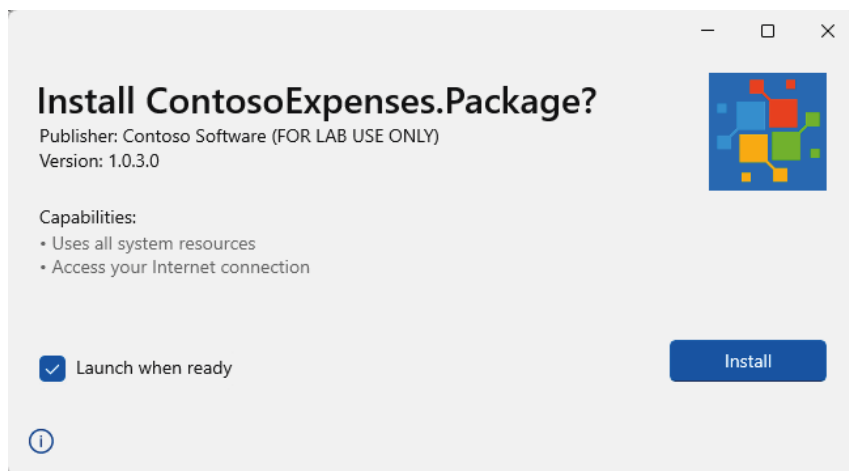 Install ContosoExpenses.Package?
Publisher: Contoso Software (FOR LAB USE ONLY)
Version: 1.0.3.0
Capabilities:
• Uses all system resources
• Access your Internet connection
Launch when ready
Install